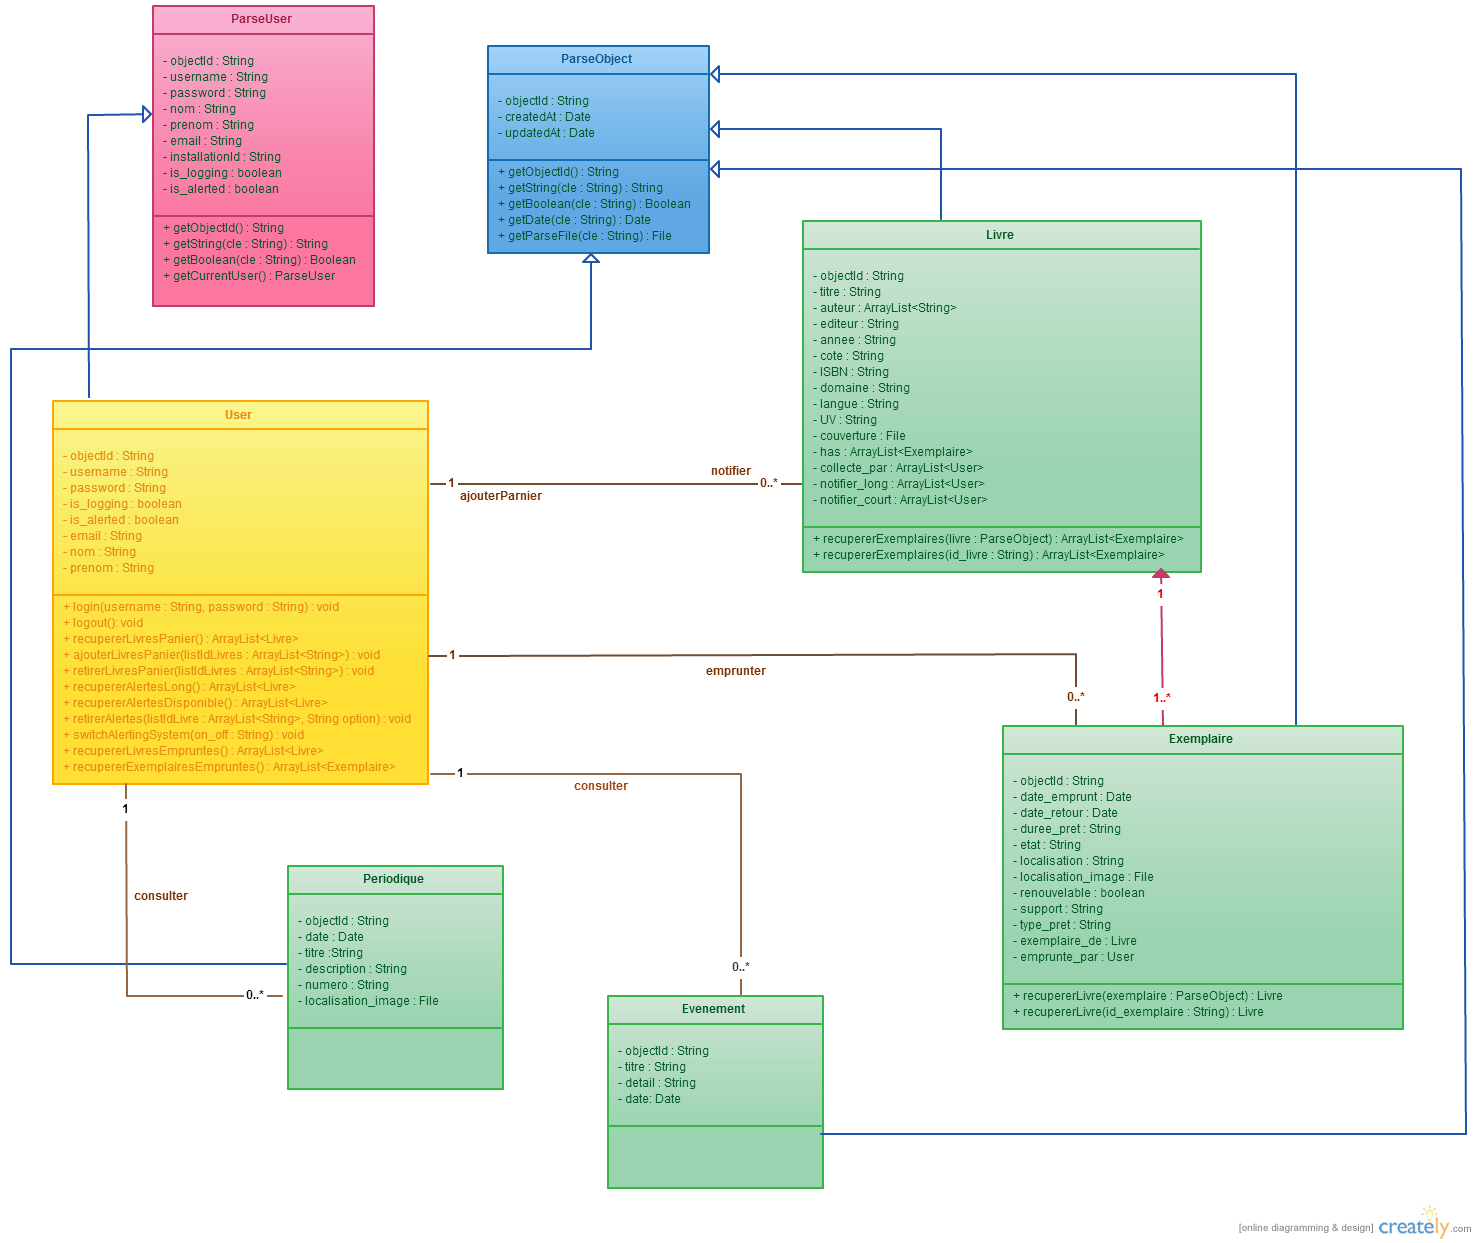 ParseUser
- objectId : String
- username : String
- password : String
- nom : String
- prenom : String
- email : String
- installationId : String
- is_logging : boolean
- is_alerted : boolean
+ getObjectId() : String
+ getString(cle : String) : String
+ getBoolean(cle : String) : Boolean
+ getCurrentUser() : ParseUser
ParseObject
- objectId : String
- createdAt : Date
- updatedAt : Date
+ getObjectId() : String
+ getString(cle : String) : String
+ getBoolean(cle : String) : Boolean
+ getDate(cle : String) : Date
+ getParseFile(cle : String) : File
Livre
- objectId : String
- titre : String
- auteur : ArrayList<String>
- editeur : String
- annee : String
- cote : String
- ISBN : String
- domaine : String
- langue : String
- UV : String
- couverture : File
- has : ArrayList<Exemplaire>
- collecte_par : ArrayList<User>
- notifier_long : ArrayList<User>
- notifier_court : ArrayList<User>
+ recupererExemplaires(livre : ParseObject) : ArrayList<Exemplaire>
+ recupererExemplaires(id_livre : String) : ArrayList<Exemplaire>
User
- objectId : String
- username : String
- password : String
- is_logging : boolean
- is_alerted : boolean
- email : String
- nom : String
- prenom : String
+ login(username : String, password : String) : void
+ logout(): void
+ recupererLivresPanier() : ArrayList<Livre>
+ ajouterLivresPanier(listIdLivres : ArrayList<String>) : void
+ retirerLivresPanier(listIdLivres : ArrayList<String>) : void
+ recupererAlertesLong() : ArrayList<Livre>
+ recupererAlertesDisponible() : ArrayList<Livre>
+ retirerAlertes(listIdLivre : ArrayList<String>, String option) : void
+ switchAlertingSystem(on_off : String) : void
+ recupererLivresEmpruntes() : ArrayList<Livre>
+ recupererExemplairesEmpruntes() : ArrayList<Exemplaire>
notifier
1
0..*
ajouterParnier
1
1
emprunter
0..*
1..*
1
consulter
0..*
1
consulter
0..*
Exemplaire
- objectId : String
- date_emprunt : Date
- date_retour : Date
- duree_pret : String
- etat : String
- localisation : String
- localisation_image : File
- renouvelable : boolean
- support : String
- type_pret : String
- exemplaire_de : Livre
- emprunte_par : User
+ recupererLivre(exemplaire : ParseObject) : Livre
+ recupererLivre(id_exemplaire : String) : Livre
Periodique
- objectId : String
- date : Date
- titre :String
- description : String
- numero : String
- localisation_image : File
Evenement
- objectId : String
- titre : String
- detail : String
- date: Date
[online diagramming & design] creately.com